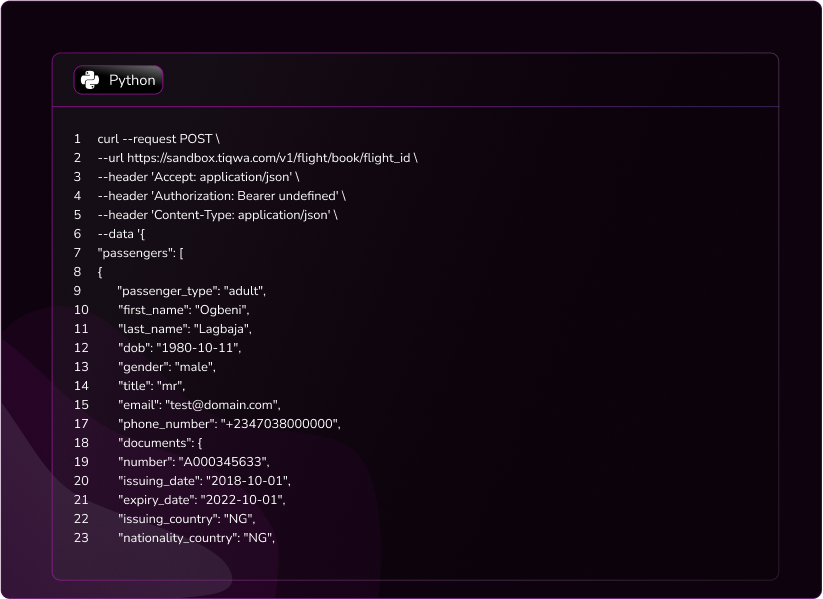 Python
1 curl --request POST \
2 --url https://sandbox.tiqwa.com/v1/flight/book/flight_id \
3 --header 'Accept: application/json' \
4 --header 'Authorization: Bearer undefined' \
5 --header 'Content-Type: application/json' \
6 --data '{
7 "passengers": [
8 {
9 "passenger_type": "adult",
10 "first_name": "Ogbeni",
11 "last_name": "Lagbaja",
12 "dob": "1980-10-11",
13 "gender": "male",
14 "title": "mr",
15 "email": "test@domain.com",
17 "phone_number": "+2347038000000",
18 "documents": {
19 "number": "A000345633",
20 "issuing_date": "2018-10-01",
21 "expiry_date": "2022-10-01",
22 "issuing_country": "NG",
23 "nationality_country": "NG",